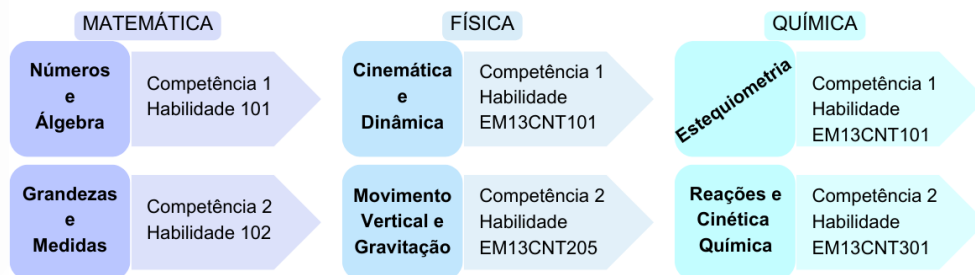 MATEMÁTICA
Números
e
Álgebra
Competência 1
Habilidade 101
Grandezas
e
Medidas
Competência 2
Habilidade 102
FÍSICA
Cinemática
e
Dinâmica
Competência 1
Habilidade
EM13CNT101
Movimento
Vertical e
Gravitação
Competência 2
Habilidade
EM13CNT205
QUÍMICA
Estequiometria
Competência 1
Habilidade
EM13CNT101
Reações e
Cinética
Química
Competência 2
Habilidade
EM13CNT301